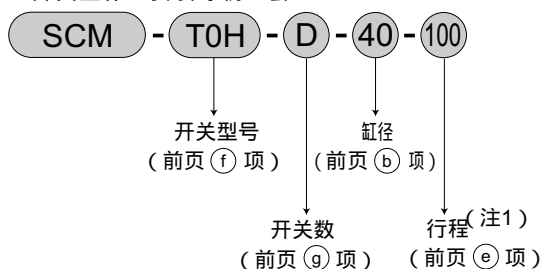 SCM - T0H - D - 40 - 100
开关型号
(前页 f 项)
缸径
(前页 b 项)
开关数
(前页 g 项)
行程(注1)
(前页 e 项)